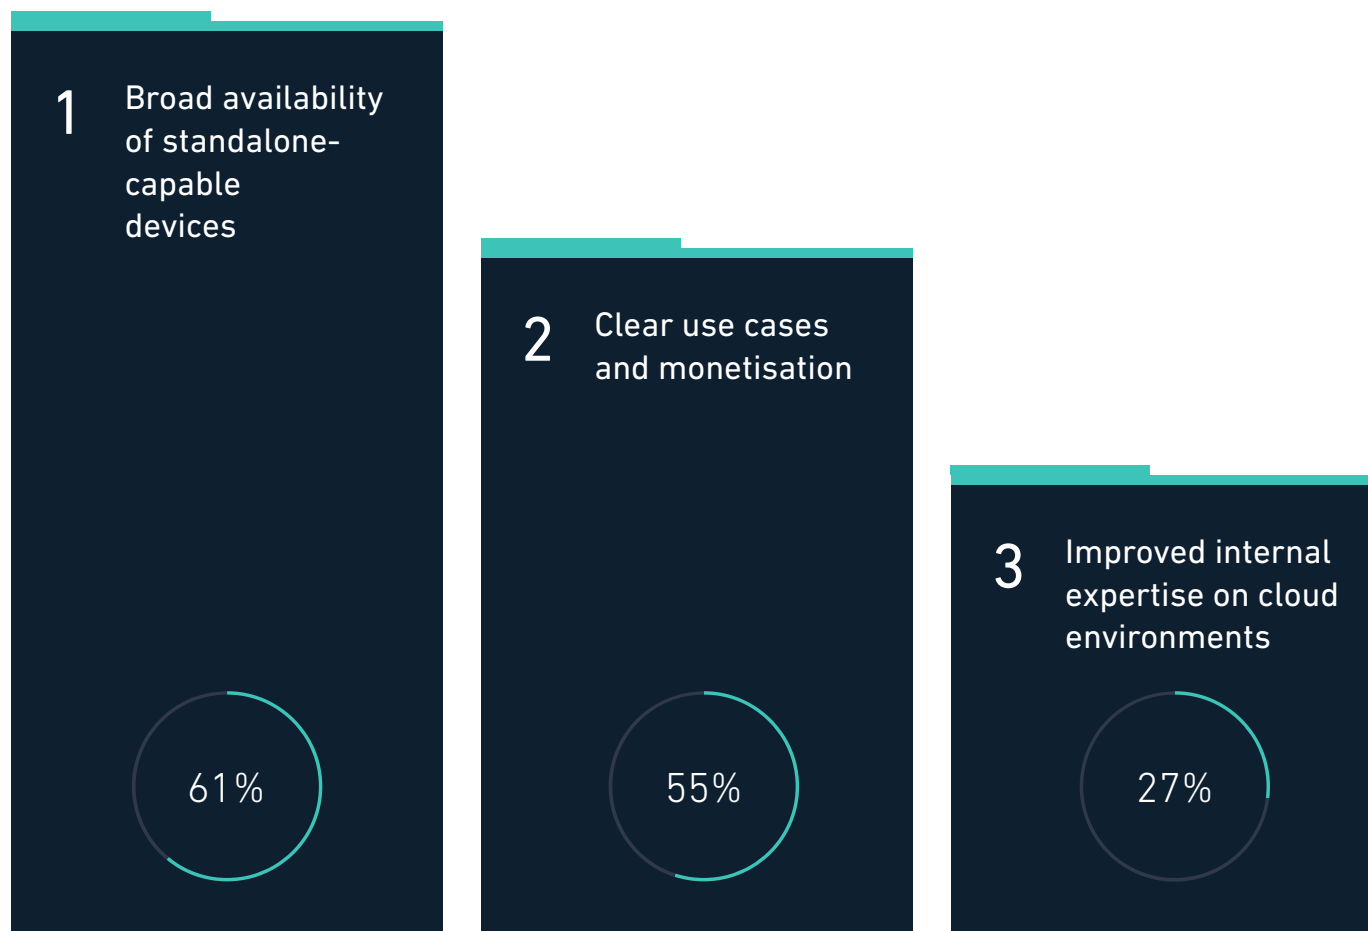 1
Broad availability
of standalone-
capable
devices
61%
2
Clear use cases
and monetisation
55%
3
Improved internal
expertise on cloud
environments
27%